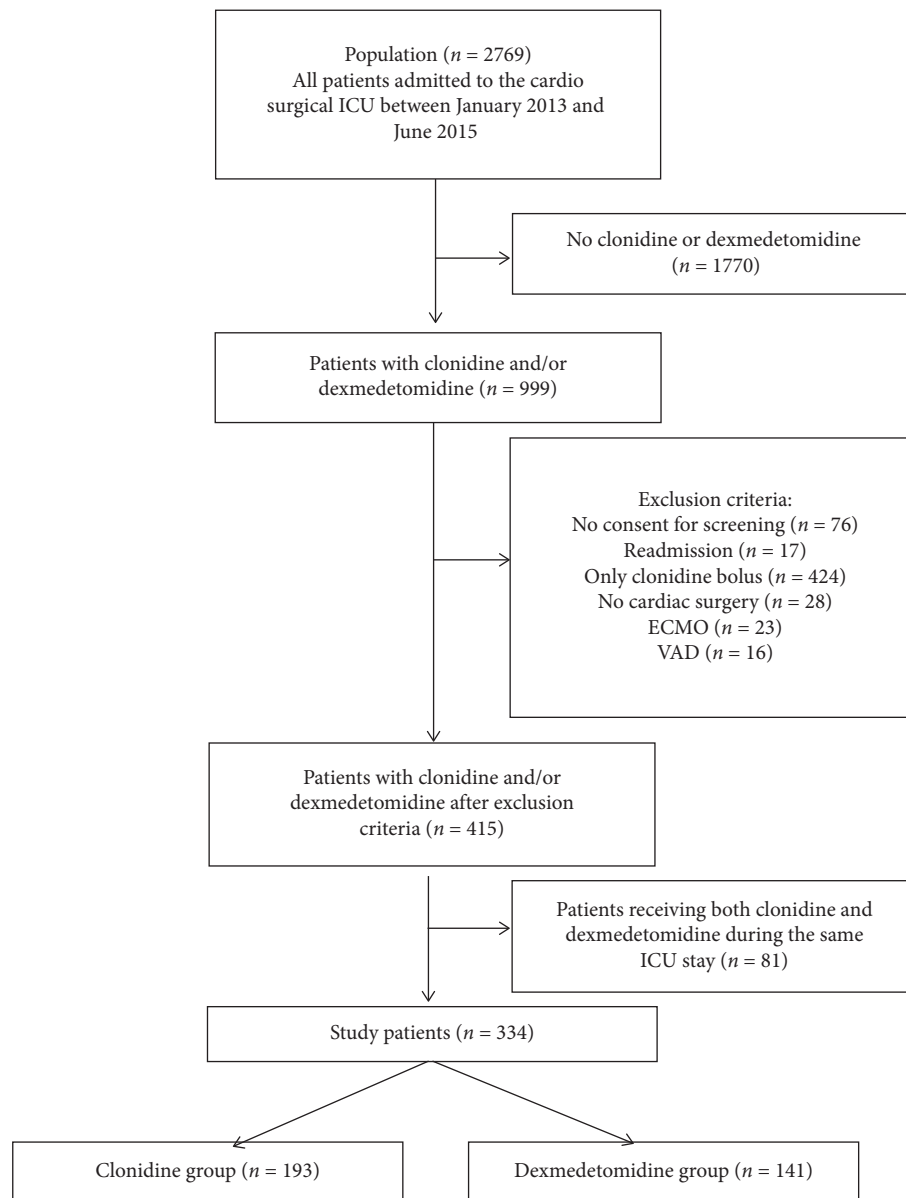 Population (n = 2769)
All patients admitted to the cardio
surgical ICU between January 2013 and
June 2015
No clonidine or dexmedetomidine
(n = 1770)
Patients with clonidine and/or
dexmedetomidine (n = 999)
Exclusion criteria:
No consent for screening (n = 76)
Readmission (n = 17)
Only clonidine bolus (n = 424)
No cardiac surgery (n = 28)
ECMO (n = 23)
VAD (n = 16)
Patients with clonidine and/or
dexmedetomidine after exclusion
criteria (n = 415)
Patients receiving both clonidine and
dexmedetomidine during the same
ICU stay (n = 81)
Study patients (n = 334)
Clonidine group (n = 193)
Dexmedetomidine group (n = 141)